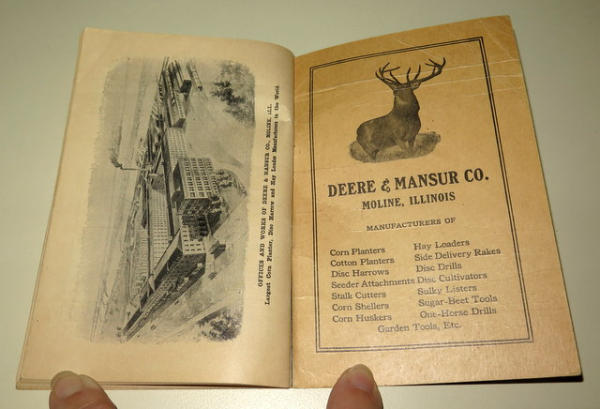 OFFICES AND WORKS OF DEERE & MANSUR CO., MOLINE, ILL.
Largest Corn Planter, Disc Harrow and Hay Loader Manufacturers in the World.
DEERE & MANSUR CO.
MOLINE, ILLINOIS
MANUFACTURERS OF
Corn Planters
Cotton Planters
Disc Harrows
Seeder Attachments
Stalk Cutters
Corn Shellers
Corn Huskers
Hay Loaders
Side Delivery Rakes
Disc Drills
Disc Cultivators
Sulky Listers
Sugar-Beet Tools
One-Horse Drills
Garden Tools, Etc.